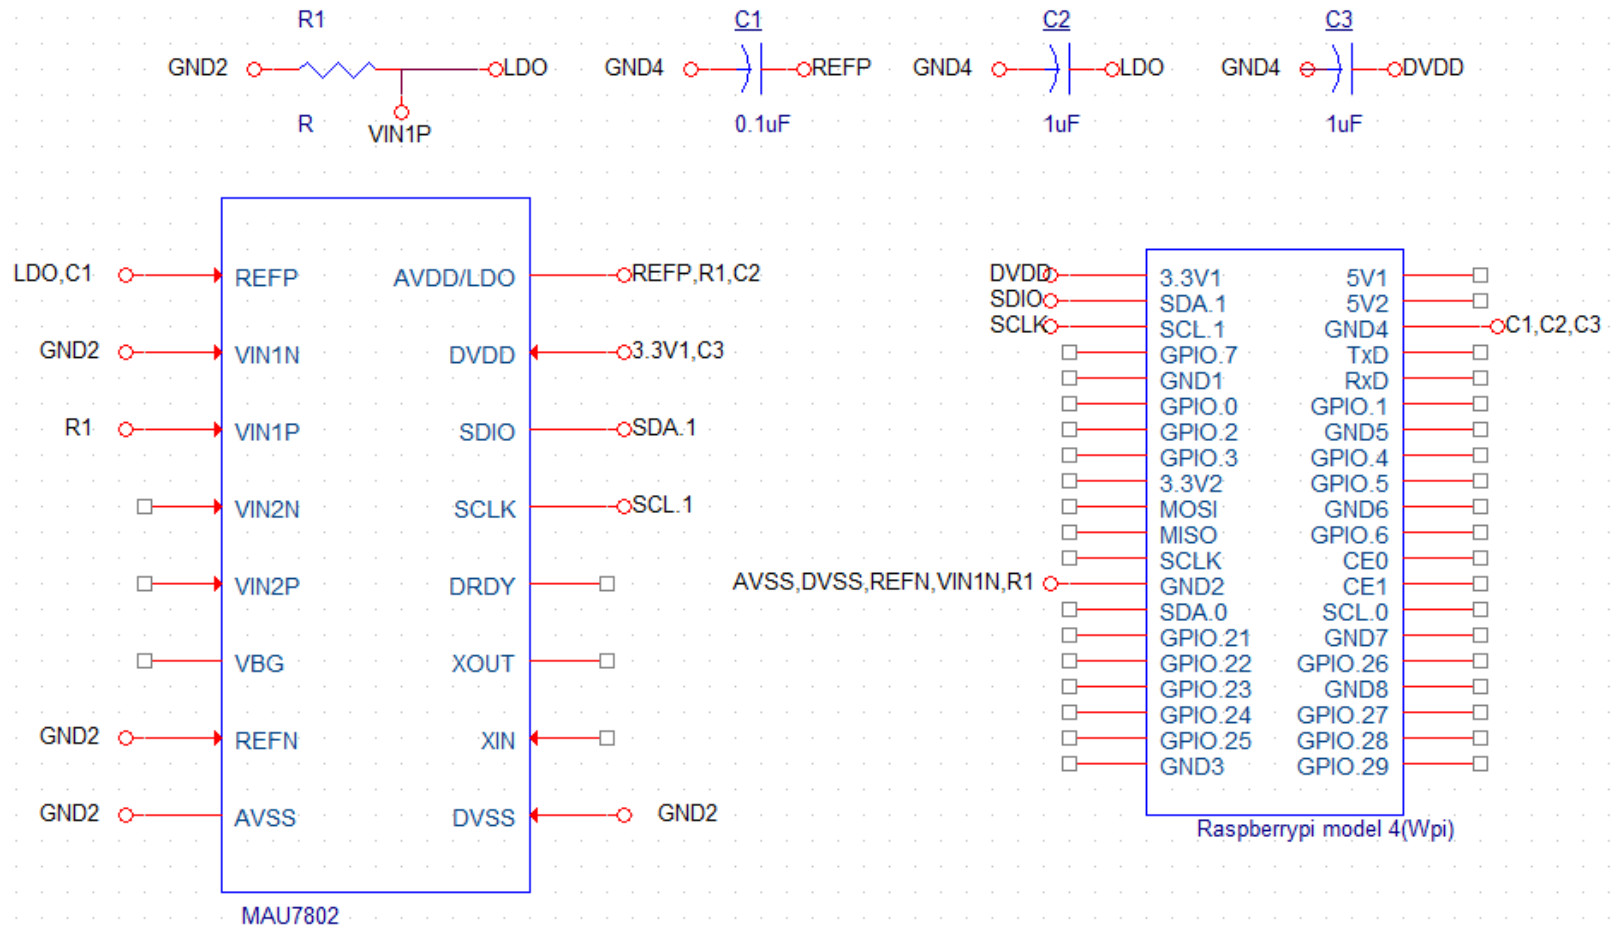 R1
C1
C2
C3
GND2
LDO
GND4
REFP
GND4
LDO
GND4
DVDD
R
VIN1P
0.1uF
1uF
1uF
LDO,C1
REFP
AVDD/LDO
REFP,R1,C2
GND2
VIN1N
DVDD
3.3V1,C3
R1
VIN1P
SDIO
SDA.1
VIN2N
SCLK
SCL.1
VIN2P
DRDY
VBG
XOUT
GND2
REFN
XIN
GND2
AVSS
DVSS
GND2
MAU7802
DVDD
3.3V1
5V1
SDIO
SDA.1
5V2
SCLK
SCL.1
GND4
C1,C2,C3
GPIO.7
TxD
GND1
RxD
GPIO.0
GPIO.1
GPIO.2
GND5
GPIO.3
GPIO.4
3.3V2
GPIO.5
MOSI
GND6
MISO
GPIO.6
SCLK
CE0
AVSS,DVSS,REFN,VIN1N,R1
GND2
CE1
SDA.0
SCL.0
GPIO.21
GND7
GPIO.22
GPIO.26
GPIO.23
GND8
GPIO.24
GPIO.27
GPIO.25
GPIO.28
GND3
GPIO.29
Raspberrypi model 4(Wpi)